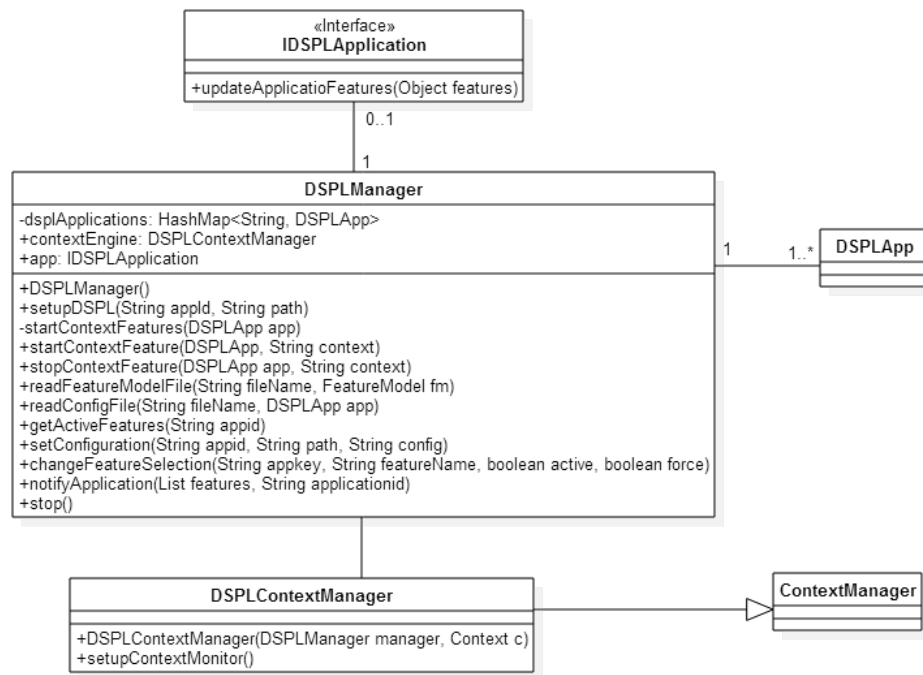 «Interface»
IDSPLApplication
+updateApplicatioFeatures(Object features)
0..1
1
DSPLManager
-dsplApplications: HashMap<String, DSPLApp>
+contextEngine: DSPLContextManager
+app: IDSPLApplication
+DSPLManager()
+setupDSPL(String appId, String path)
-startContextFeatures(DSPLApp app)
+startContextFeature(DSPLApp, String context)
+stopContextFeature(DSPLApp app, String context)
+readFeatureModelFile(String fileName, FeatureModel fm)
+readConfigFile(String fileName, DSPLApp app)
+getActiveFeatures(String appid)
+setConfiguration(String appid, String path, String config)
+changeFeatureSelection(String appkey, String featureName, boolean active, boolean force)
+notifyApplication(List features, String applicationid)
+stop()
1
1..*
DSPLApp
DSPLContextManager
+DSPLContextManager(DSPLManager manager, Context c)
+setupContextMonitor()
ContextManager